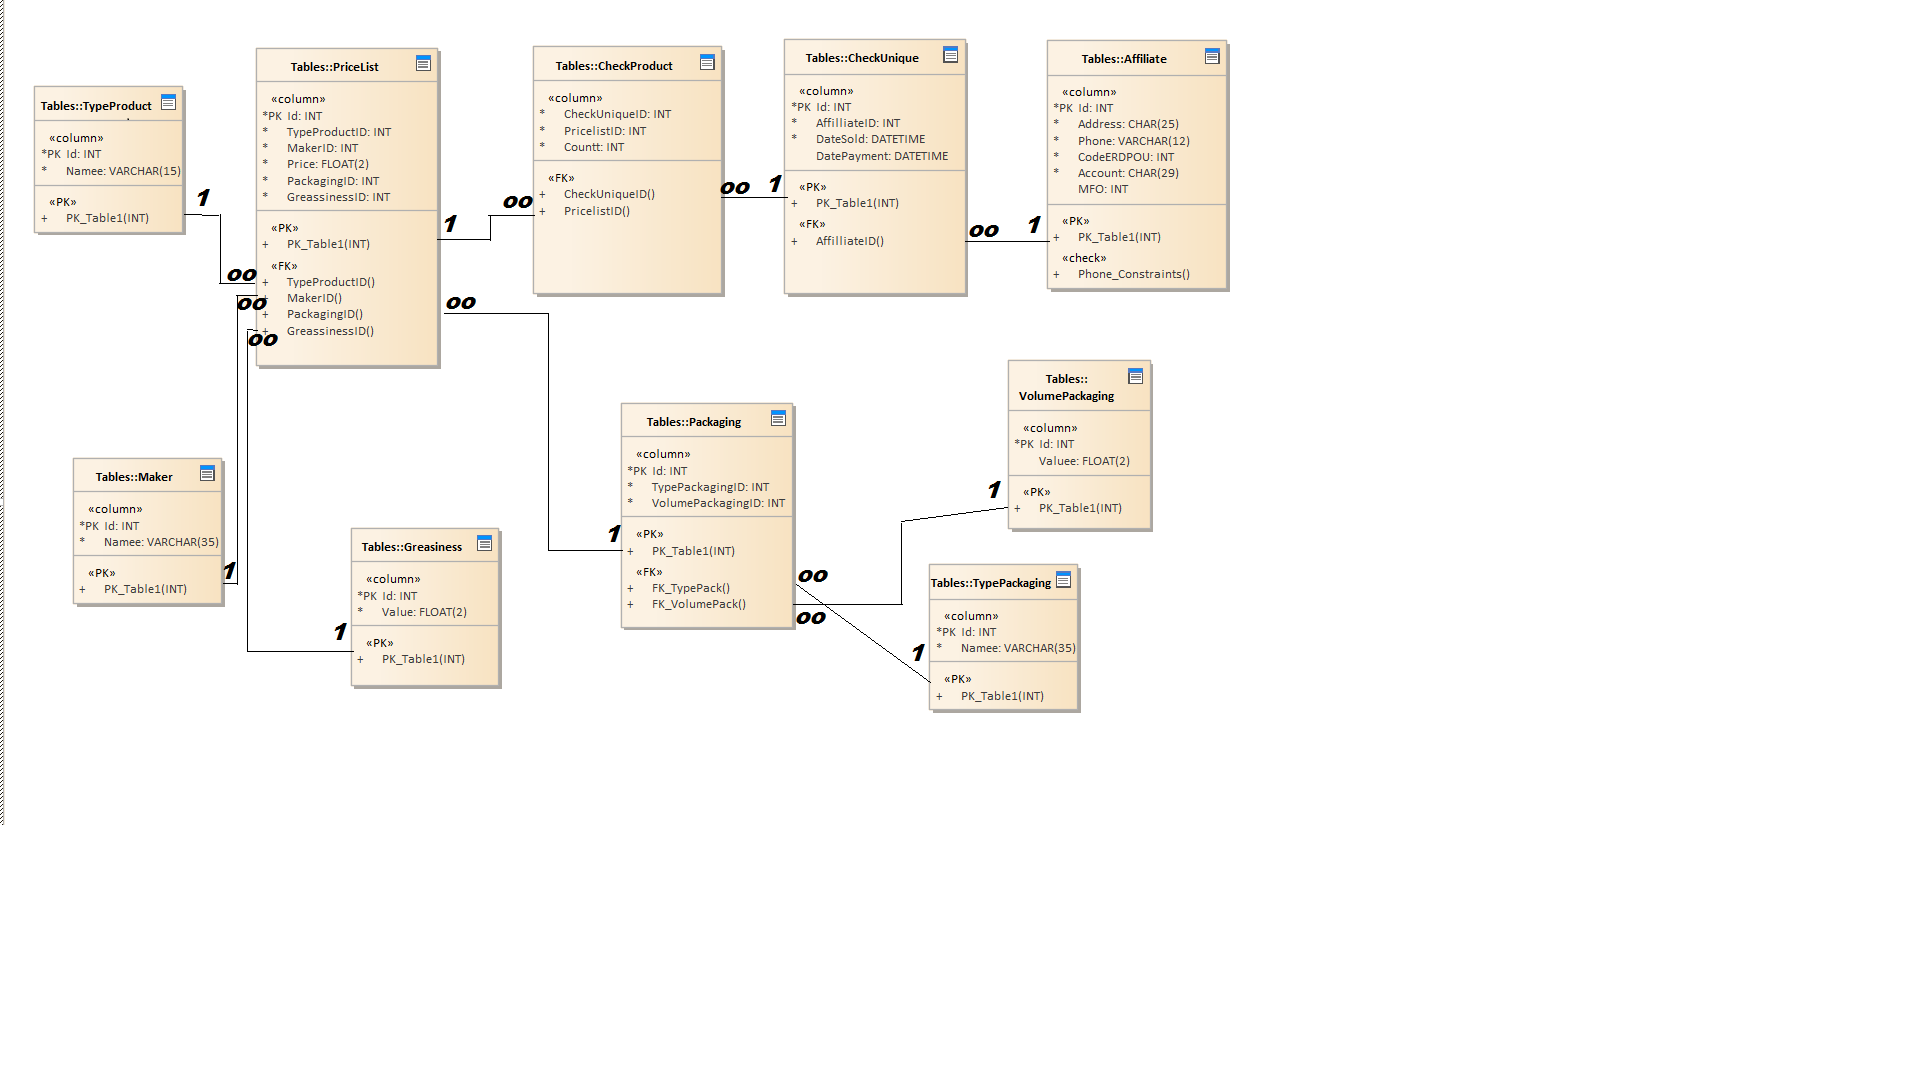 Tables::TypeProduct
«column»
*PK Id: INT
* Namee: VARCHAR(15)
«PK»
+ PK_Table1(INT)
1
oo
Tables::PriceList
«column»
*PK Id: INT
* TypeProductID: INT
* MakerID: INT
* Price: FLOAT(2)
* PackagingID: INT
* GreassinessID: INT
«PK»
+ PK_Table1(INT)
«FK»
+ TypeProductID()
+ MakerID()
+ PackagingID()
+ GreassinessID()
oo
oo
1
oo
oo
Tables::CheckProduct
«column»
* CheckUniqueID: INT
* PricelistID: INT
* Countt: INT
«FK»
+ CheckUniqueID()
+ PricelistID()
oo
1
Tables::CheckUnique
«column»
*PK Id: INT
* AffilliateID: INT
* DateSold: DATETIME
DatePayment: DATETIME
«PK»
+ PK_Table1(INT)
«FK»
+ AffilliateID()
oo
1
Tables::Affiliate
«column»
*PK Id: INT
* Address: CHAR(25)
* Phone: VARCHAR(12)
* CodeERDPOU: INT
* Account: CHAR(29)
MFO: INT
«PK»
+ PK_Table1(INT)
«check»
+ Phone_Constraints()
Tables::Maker
«column»
*PK Id: INT
* Namee: VARCHAR(35)
«PK»
+ PK_Table1(INT)
1
Tables::Greasiness
«column»
*PK Id: INT
* Value: FLOAT(2)
«PK»
+ PK_Table1(INT)
1
Tables::Packaging
«column»
*PK Id: INT
* TypePackagingID: INT
* VolumePackagingID: INT
«PK»
+ PK_Table1(INT)
«FK»
+ FK_TypePack()
+ FK_VolumePack()
1
oo
oo
Tables::
VolumePackaging
«column»
*PK Id: INT
Valuee: FLOAT(2)
«PK»
+ PK_Table1(INT)
1
Tables::TypePackaging
«column»
*PK Id: INT
* Namee: VARCHAR(35)
«PK»
+ PK_Table1(INT)
1